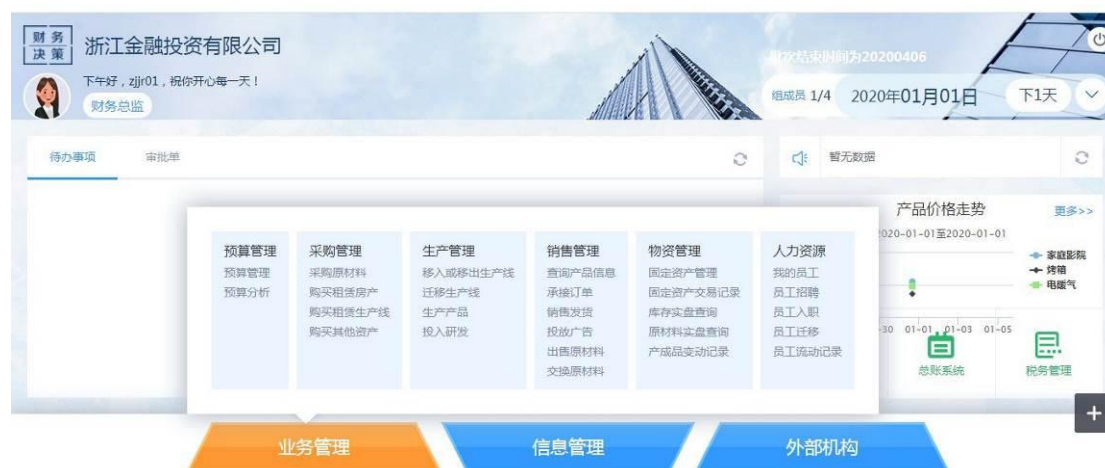 财务
决策
浙江金融投资有限公司
下午好，zjjr01，祝你开心每一天！
财务总监
结束时间为20200406
组成员 1/4
2020年01月01日
下1天
待办事项
审批单
暂无数据
产品价格走势
更多>>
2020-01-01至2020-01-01
家庭影院
烤箱
电暖气
-30 01-01 01-03 01-05
总账系统
税务管理
预算管理
预算管理
预算分析
采购管理
采购原材料
购买租赁房产
购买租赁生产线
购买其他资产
生产管理
移入或移出生产线
迁移生产线
生产产品
投入研发
销售管理
查询产品信息
承接订单
销售发货
投放广告
出售原材料
交换原材料
物资管理
固定资产管理
固定资产交易记录
库存实盘查询
原材料实盘查询
产成品变动记录
人力资源
我的员工
员工招聘
员工入职
员工迁移
员工流动记录
业务管理
信息管理
外部机构